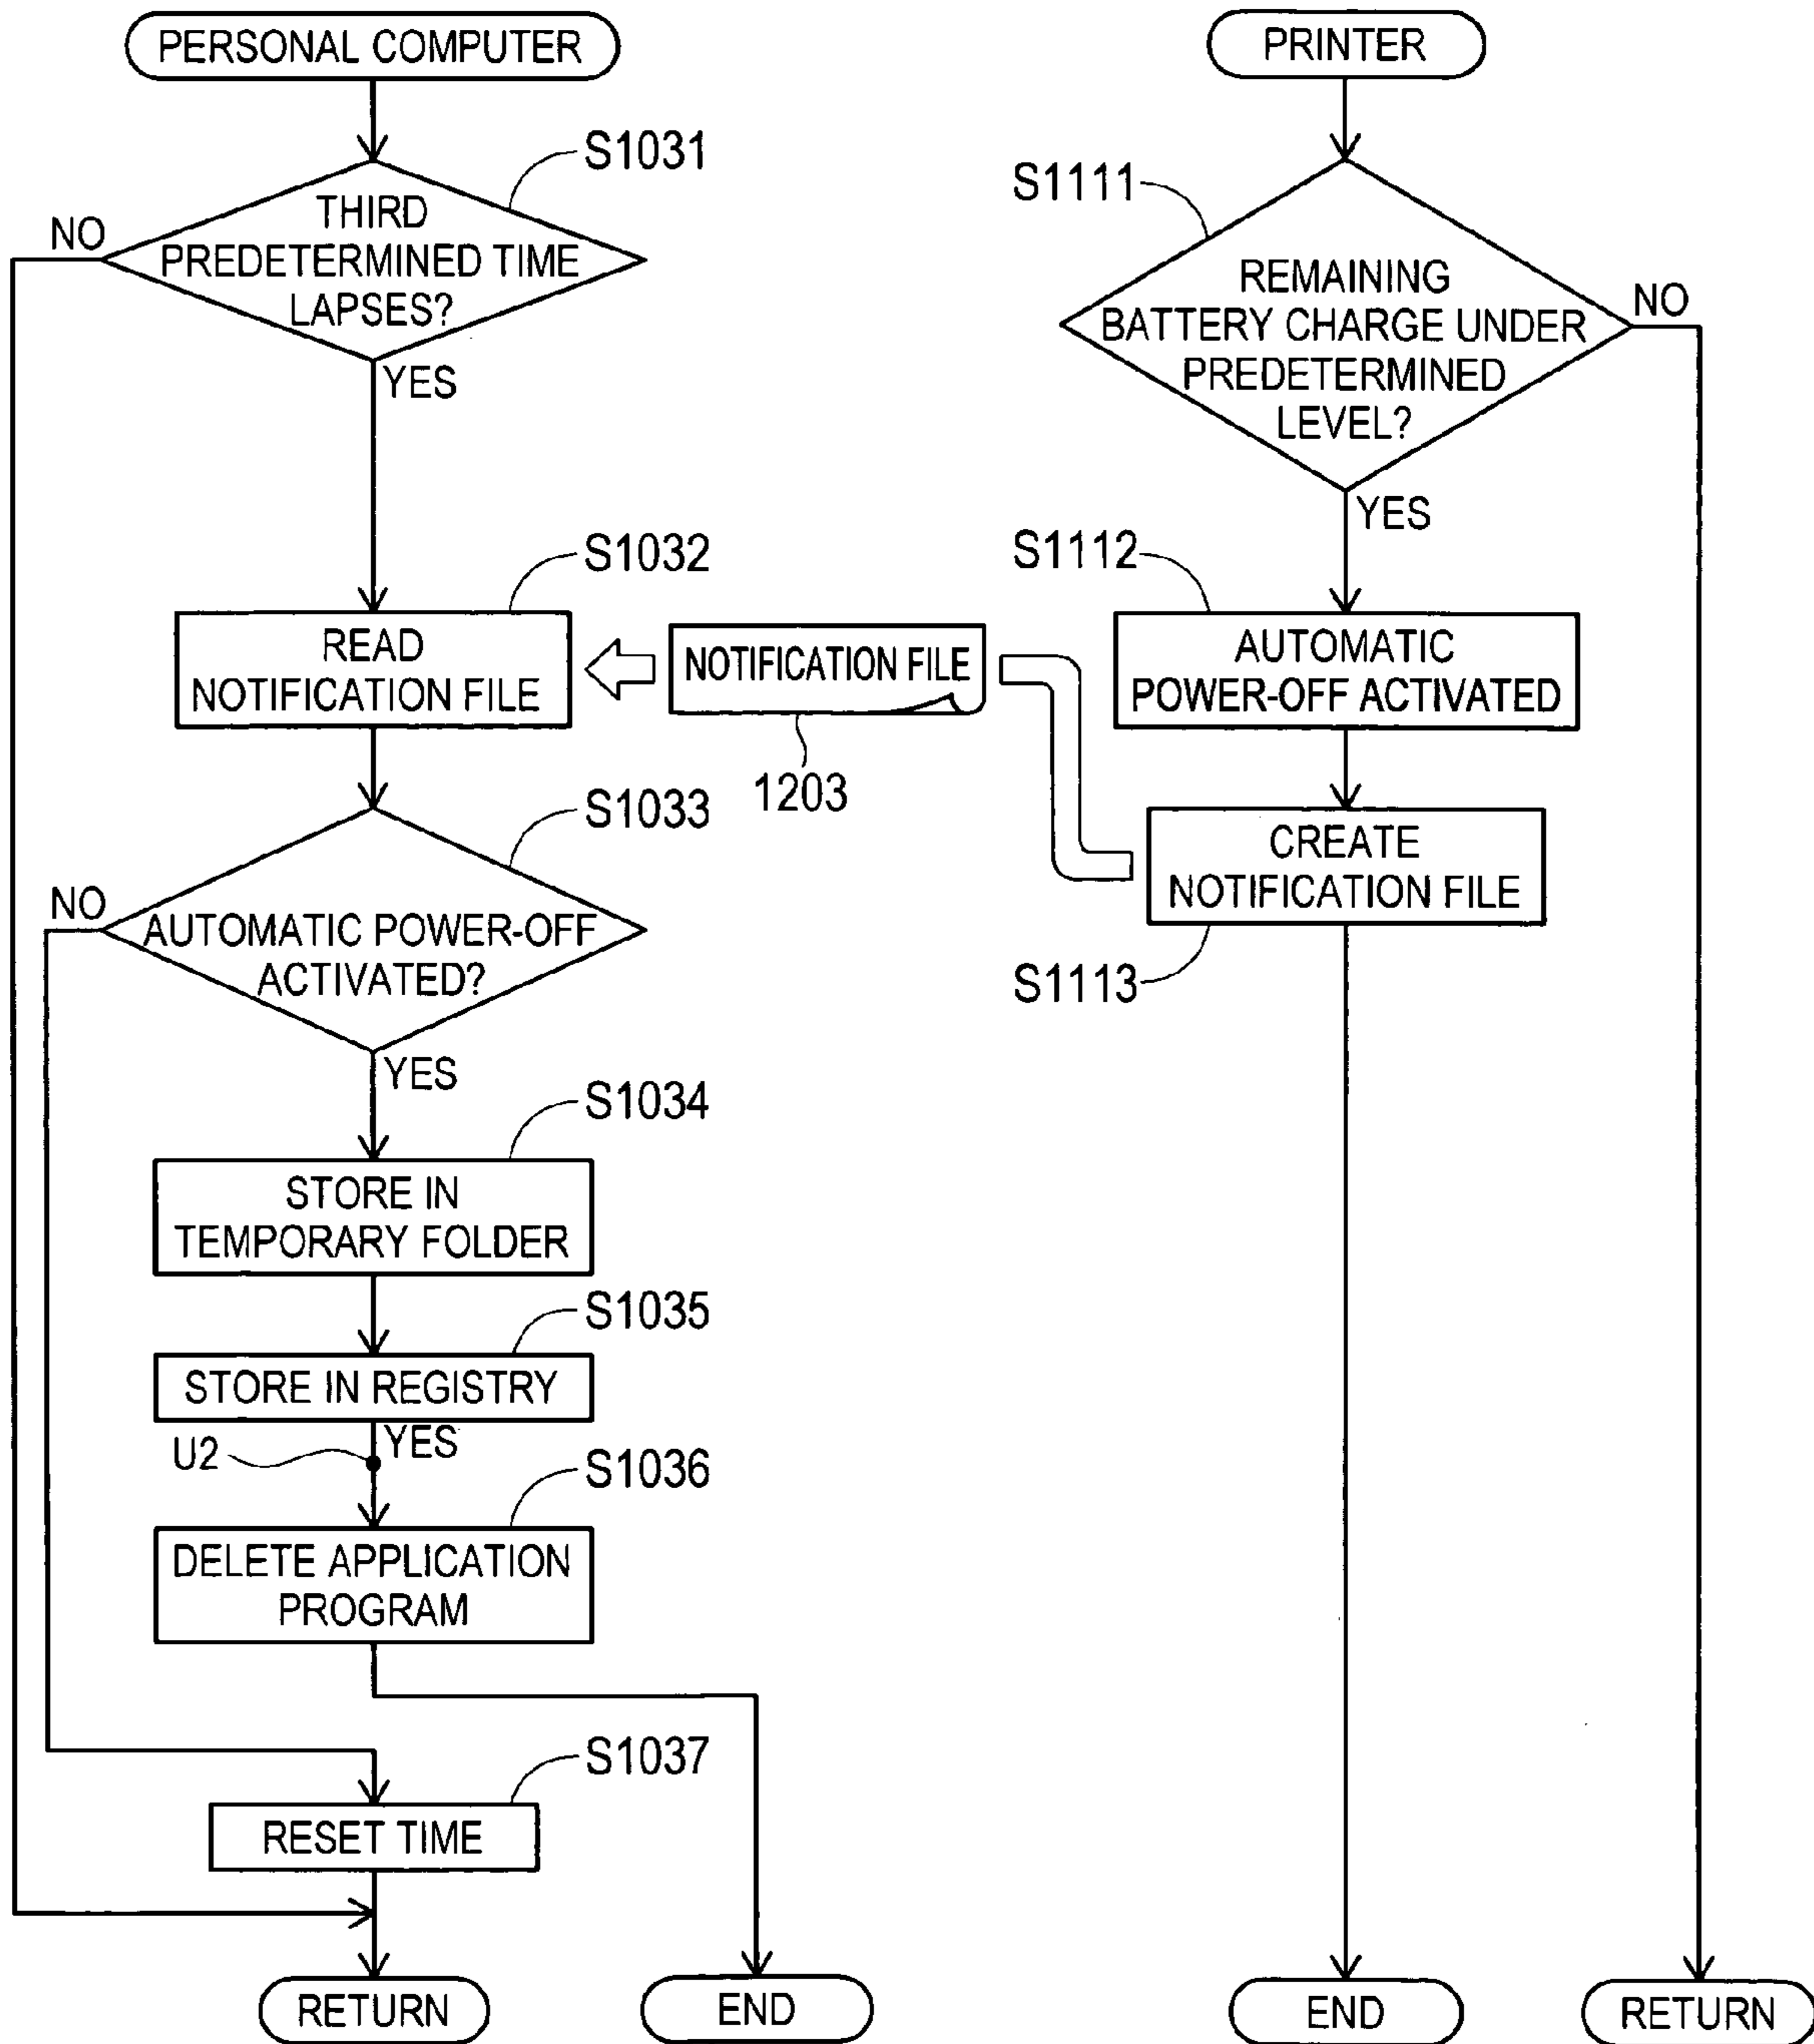 PERSONAL COMPUTER
S1031
THIRD
PREDETERMINED TIME
LAPSES?
NO
YES
S1032
READ
NOTIFICATION FILE
S1033
AUTOMATIC POWER-OFF
ACTIVATED?
NO
YES
S1034
STORE IN
TEMPORARY FOLDER
S1035
STORE IN REGISTRY
YES
U2
S1036
DELETE APPLICATION
PROGRAM
S1037
RESET TIME
RETURN
END
NOTIFICATION FILE
1203
PRINTER
S1111
REMAINING
BATTERY CHARGE UNDER
PREDETERMINED
LEVEL?
NO
YES
S1112
AUTOMATIC
POWER-OFF ACTIVATED
CREATE
NOTIFICATION FILE
S1113
END
RETURN